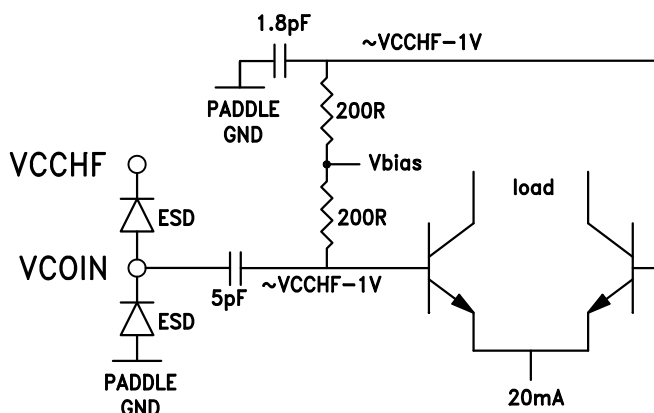 1.8pF
~VCCHF-1V
PADDLE
GND
200R
VCCHF
Vbias
load
ESD
200R
VCOIN
5pF
~VCCHF-1V
ESD
PADDLE
GND
20mA